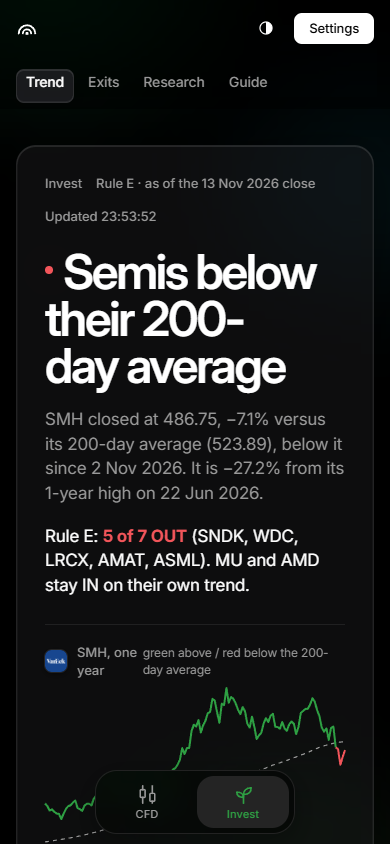 Settings
Trend Exits Research Guide
Invest Rule E · as of the 13 Nov 2026 close
Updated 23:53:52
Semis below
their 200-
day average
SMH closed at 486.75, −7.1% versus
its 200-day average (523.89), below it
since 2 Nov 2026. It is −27.2% from its
1-year high on 22 Jun 2026.
Rule E: 5 of 7 OUT (SNDK, WDC,
LRCX, AMAT, ASML). MU and AMD
stay IN on their own trend.
VanEck
SMH, one
year
green above / red below the 200-
day average
CFD Invest